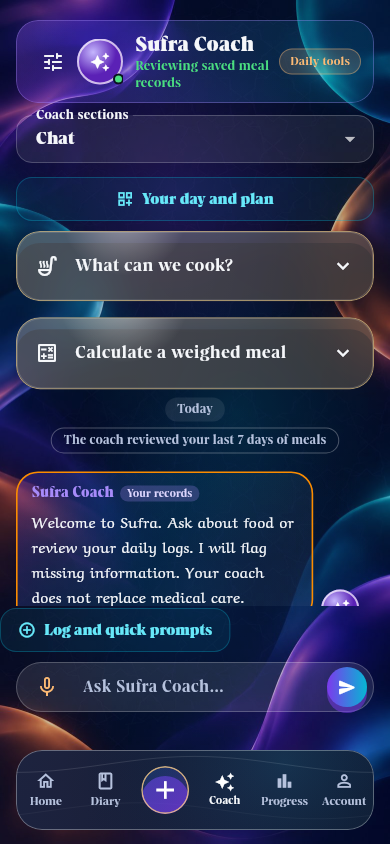 Sufra Coach
Reviewing saved meal
records
Daily tools
Coach sections
Chat
Your day and plan
What can we cook?
Calculate a weighed meal
Today
The coach reviewed your last 7 days of meals
Sufra Coach
Your records
Welcome to Sufra. Ask about food or
review your daily logs. I will flag
missing information. Your coach
does not replace medical care.
Log and quick prompts
Ask Sufra Coach...
Home
Diary
Coach
Progress
Account